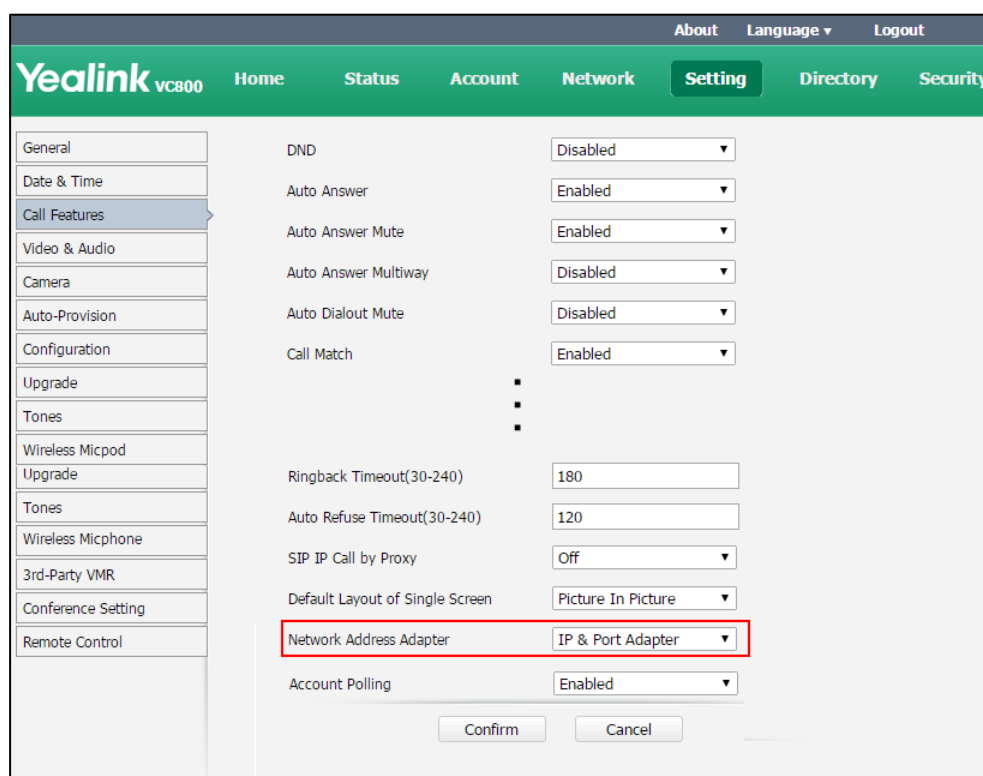 About Language ▾ Logout
Yealink VC800 Home Status Account Network Setting Directory Security
General
Date & Time
Call Features
Video & Audio
Camera
Auto-Provision
Configuration
Upgrade
Tones
Wireless Micpod
Upgrade
Tones
Wireless Micphone
3rd-Party VMR
Conference Setting
Remote Control
DND Disabled
Auto Answer Enabled
Auto Answer Mute Enabled
Auto Answer Multiway Disabled
Auto Dialout Mute Disabled
Call Match Enabled
Ringback Timeout(30-240) 180
Auto Refuse Timeout(30-240) 120
SIP IP Call by Proxy Off
Default Layout of Single Screen Picture In Picture
Network Address Adapter IP & Port Adapter
Account Polling Enabled
Confirm Cancel